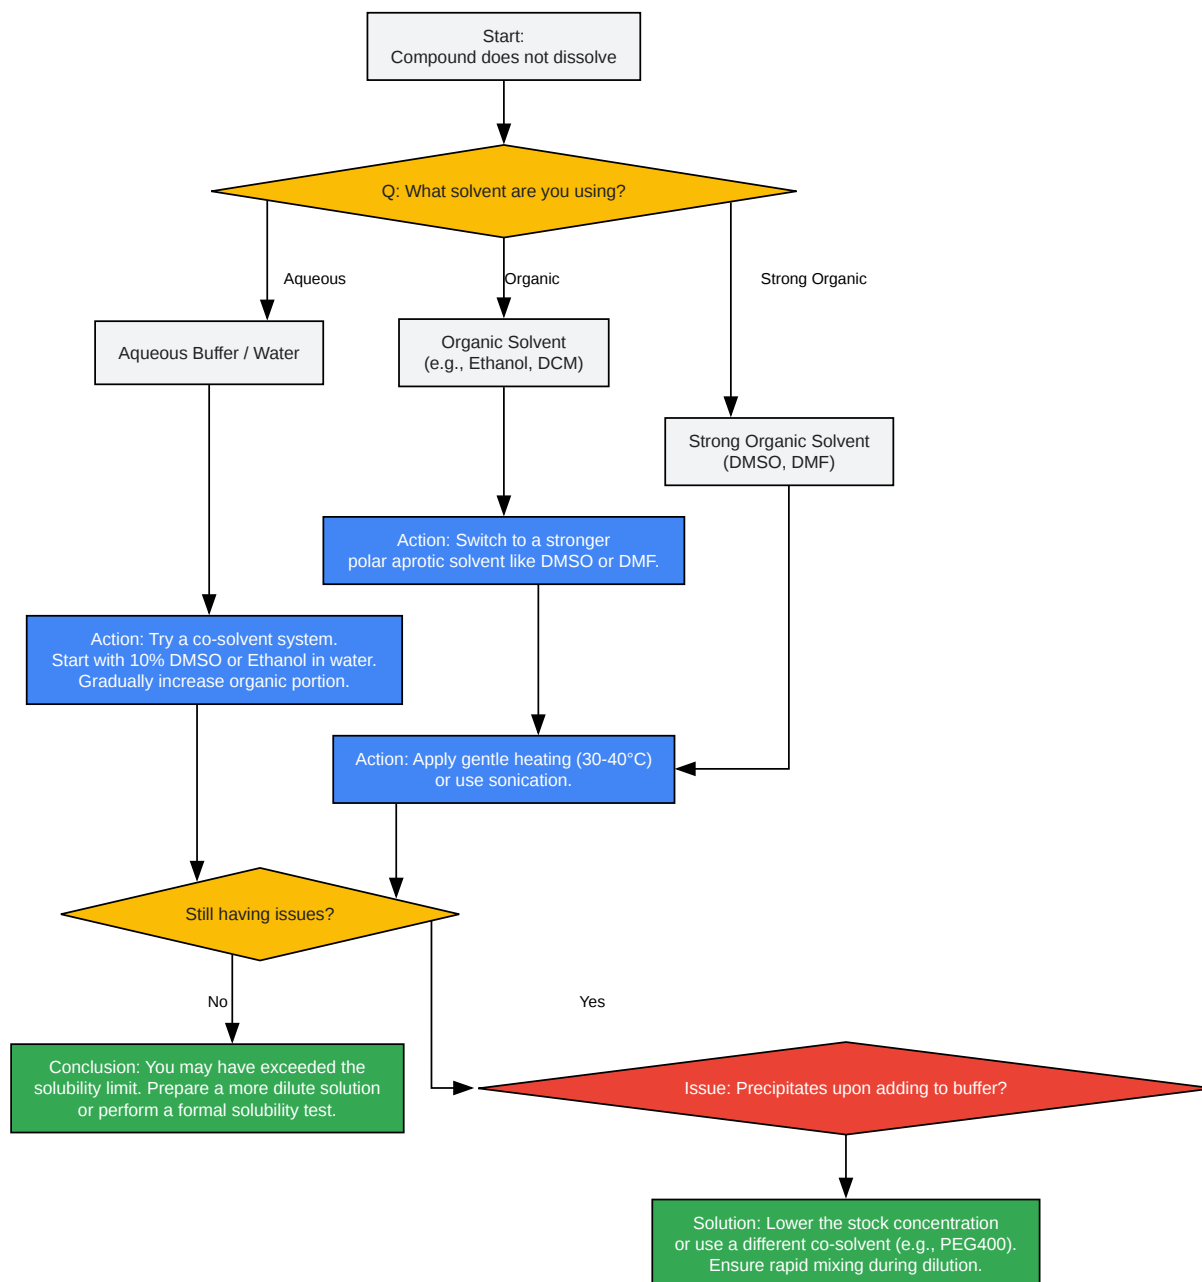 Start:
Compound does not dissolve
Q: What solvent are you using?
Aqueous
Organic
Strong Organic
Aqueous Buffer / Water
Organic Solvent
(e.g., Ethanol, DCM)
Strong Organic Solvent
(DMSO, DMF)
Action: Switch to a stronger
polar aprotic solvent like DMSO or DMF.
Action: Try a co-solvent system.
Start with 10% DMSO or Ethanol in water.
Gradually increase organic portion.
Action: Apply gentle heating (30-40°C)
or use sonication.
Still having issues?
No
Yes
Conclusion: You may have exceeded the
solubility limit. Prepare a more dilute solution
or perform a formal solubility test.
Issue: Precipitates upon adding to buffer?
Solution: Lower the stock concentration
or use a different co-solvent (e.g., PEG400).
Ensure rapid mixing during dilution.